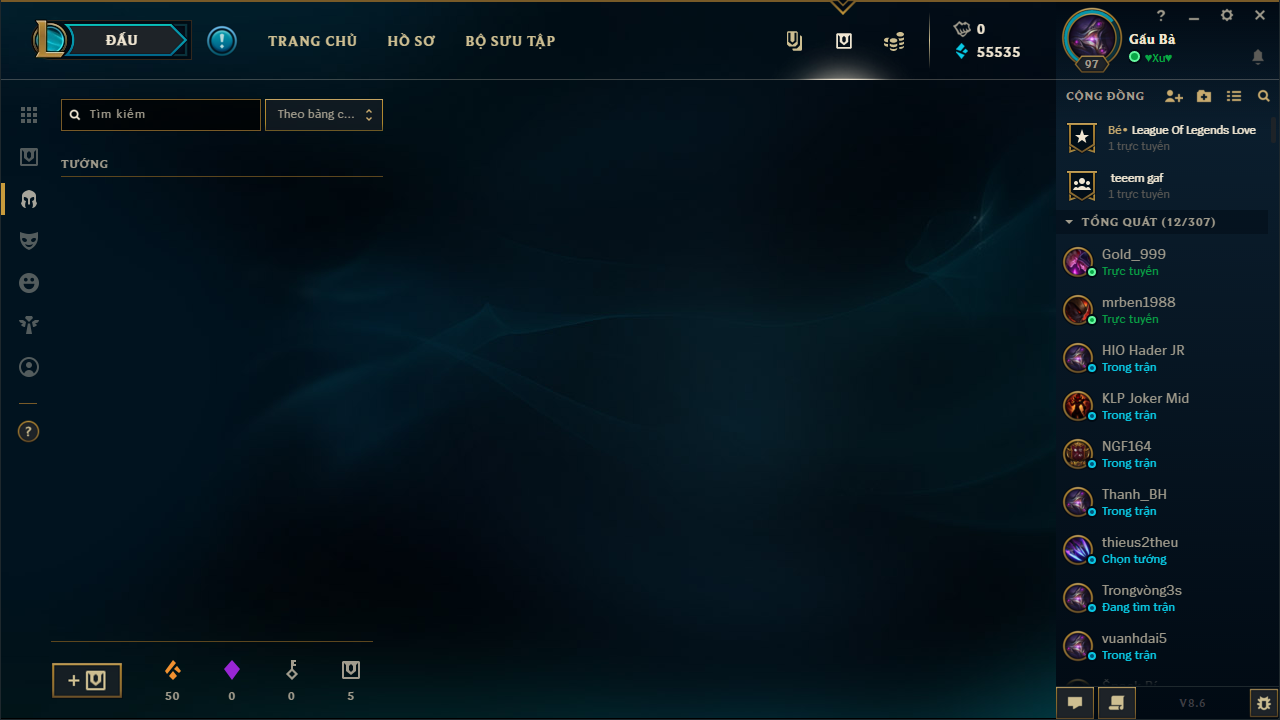 ĐẤU
TRANG CHỦ
HỒ SƠ
BỘ SƯU TẬP
0
55535
97
Gấu Bà
♥Xu♥
Tìm kiếm
Theo bảng c...
TƯỚNG
50
0
0
5
CỘNG ĐỒNG
Bé• League Of Legends Love
1 trực tuyến
teeem gaf
1 trực tuyến
TỔNG QUÁT (12/307)
Gold_999
Trực tuyến
mrben1988
Trực tuyến
HIO Hader JR
Trong trận
KLP Joker Mid
Trong trận
NGF164
Trong trận
Thanh_BH
Trong trận
thieus2theu
Chọn tướng
Trongvòng3s
Đang tìm trận
vuanhdai5
Trong trận
V8.6